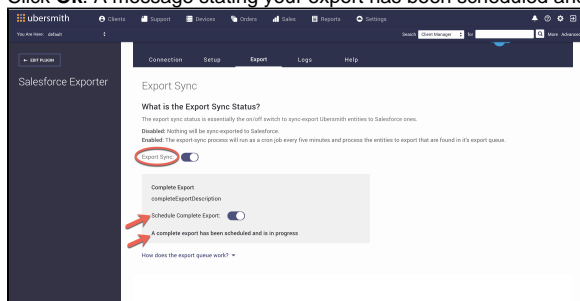 Click OK. A message stating your export has been scheduled and
ubersmith Clients Support Devices Orders Sales Reports Settings
You Are Here: default Search Client Manager for More Advanced
← EDIT PLUGIN Connection Setup Export Logs Help
Salesforce Exporter
Export Sync
What is the Export Sync Status?
The export sync status is essentially the on/off switch to sync-export Ubersmith entities to Salesforce ones.
Disabled: Nothing will be sync-exported to Salesforce.
Enabled: The export-sync process will run as a cron job every five minutes and process the entities to export that are found in it's export queue.
Export Sync
Complete Export
completeExportDescription
Schedule Complete Export:
A complete export has been scheduled and is in progress
How does the export queue work?